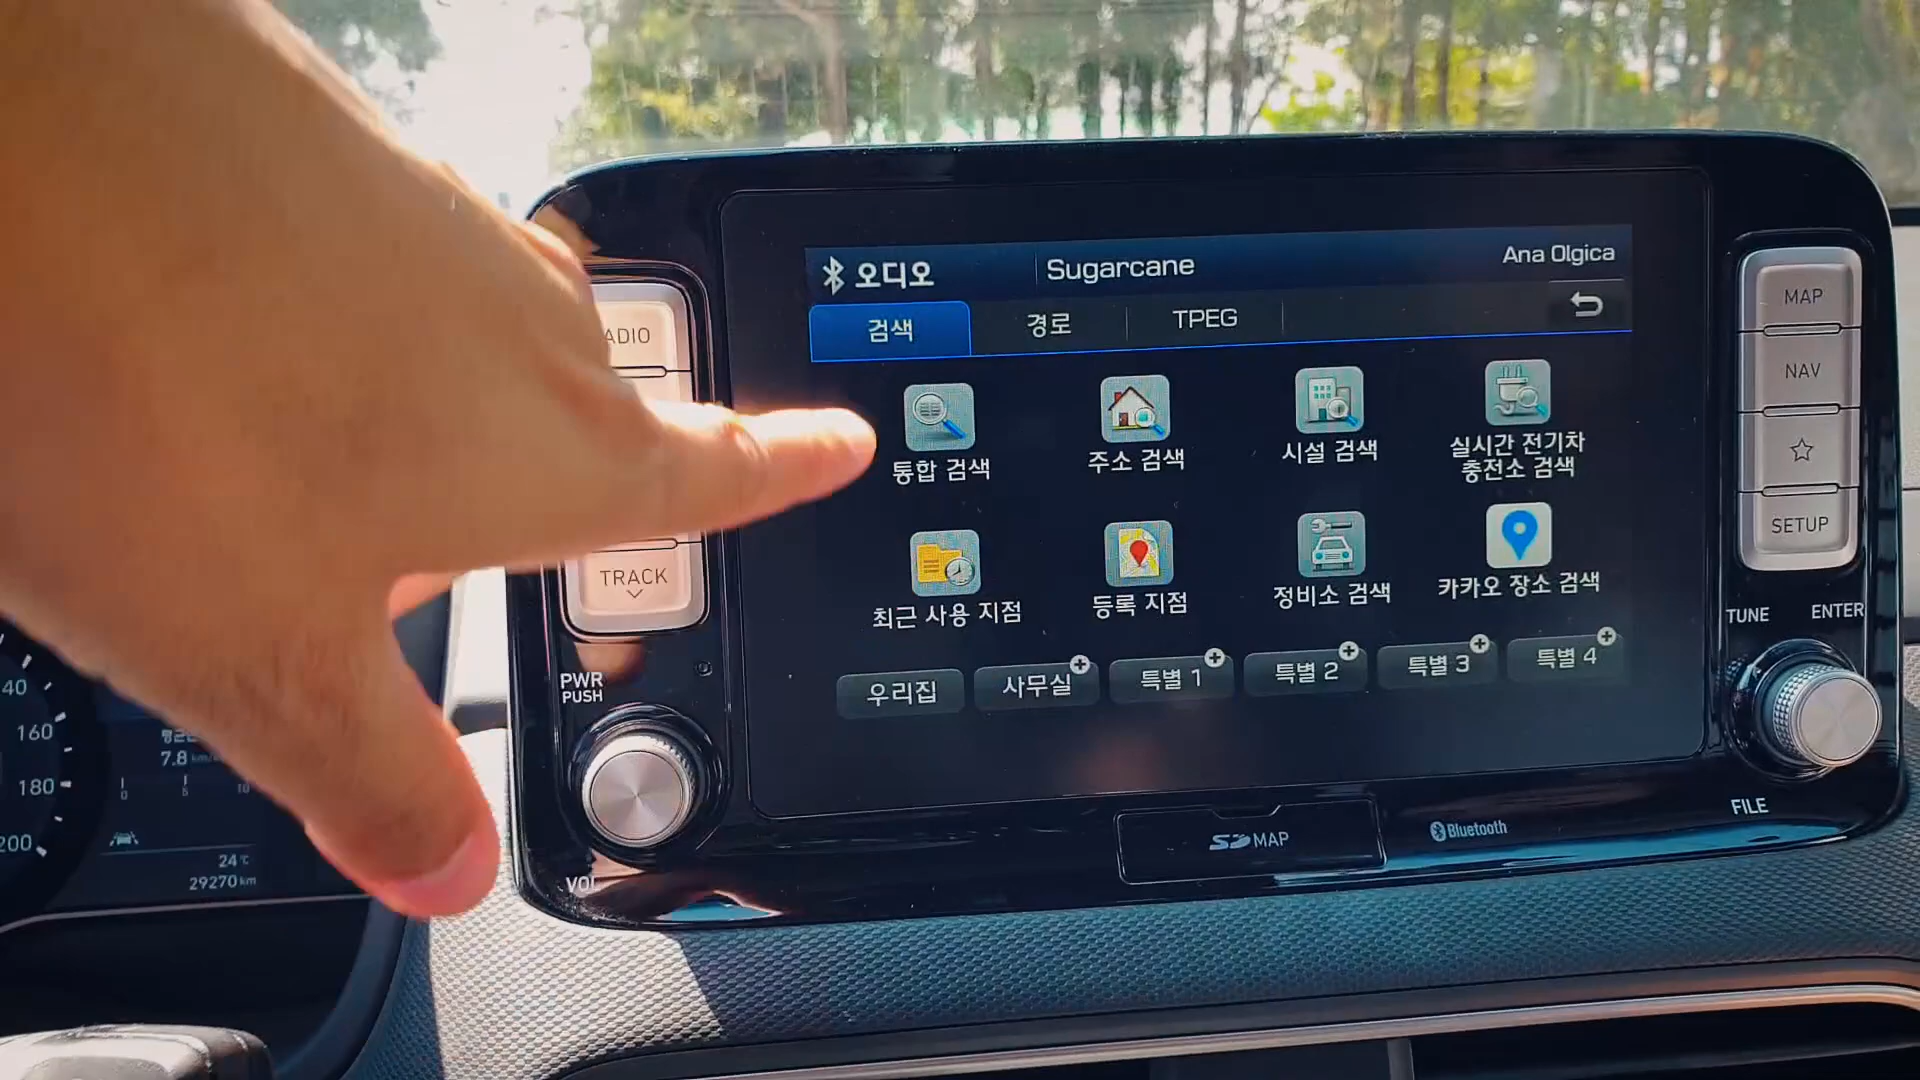 오디오
Sugarcane
Ana Olgica
검색
경로
TPEG
통합 검색
주소 검색
시설 검색
실시간 전기차
충전소 검색
최근 사용 지점
등록 지점
정비소 검색
카카오 장소 검색
우리집
사무실
특별 1
특별 2
특별 3
특별 4
ADIO
TRACK
PWR
PUSH
VOL
MAP
NAV
SETUP
TUNE
ENTER
FILE
SD MAP
Bluetooth
40
160
180
200
7.8
0
5
10
24℃
29270 km